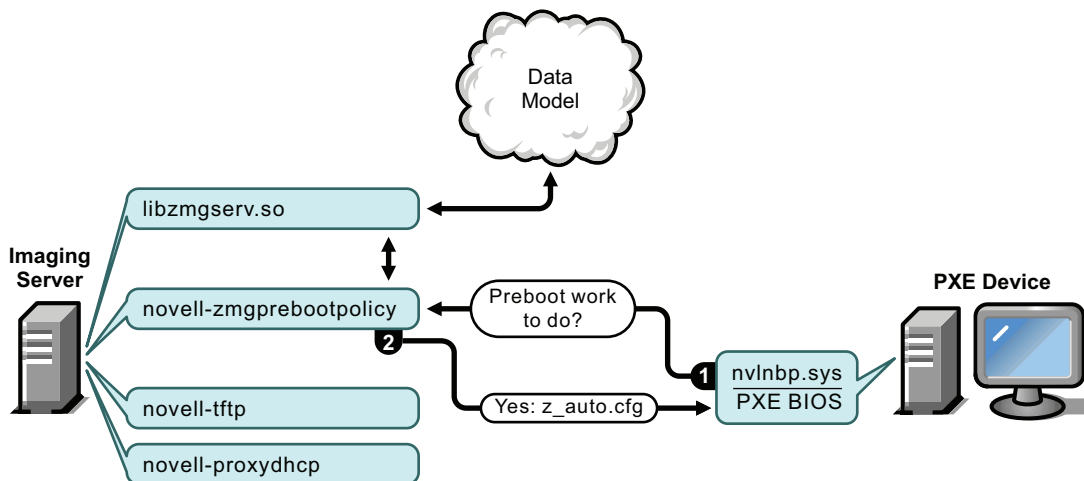 Data
Model
libzmgserv.so
Imaging
Server
novell-zmgprebootpolicy
Preboot work
to do?
PXE Device
2
1
nvlnbp.sys
PXE BIOS
novell-tftp
Yes: z_auto.cfg
novell-proxydhcp